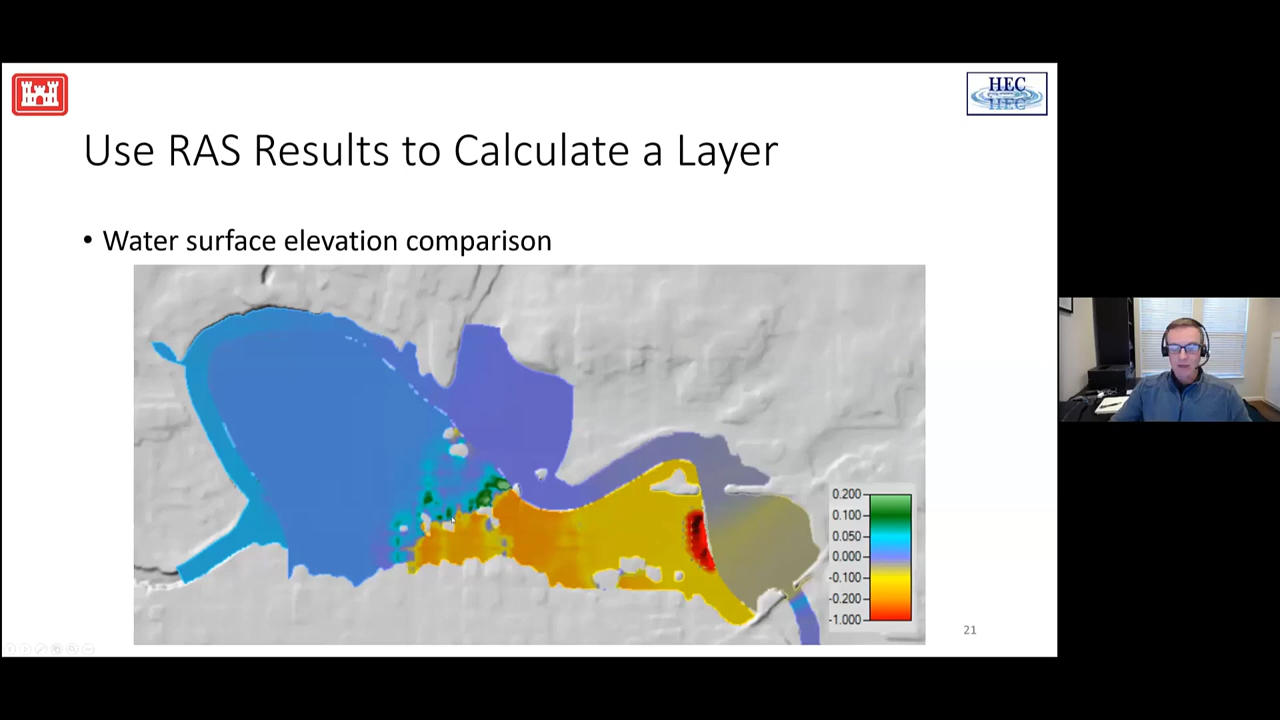 HEC
HEC
Use RAS Results to Calculate a Layer
• Water surface elevation comparison
0.200
0.100
0.050
0.000
-0.100
-0.200
-1.000
21